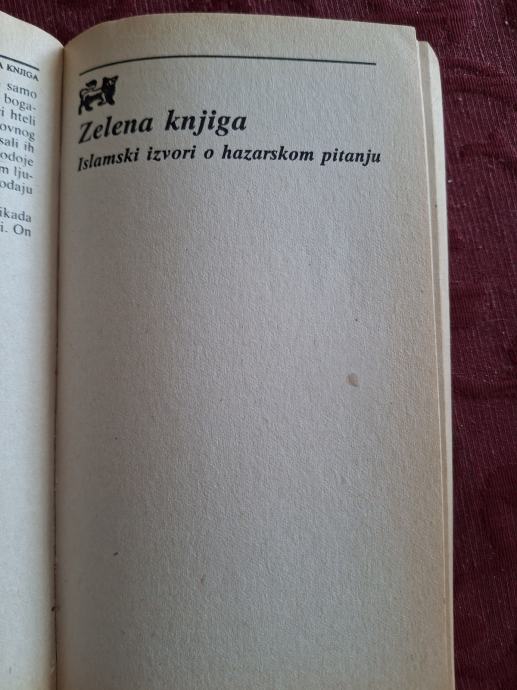 A KNJIGA
samo
boga-
i hteli
ovnog
sali ih
odoje
m lju-
odaju
ikada
i. On
Zelena knjiga
Islamski izvori o hazarskom pitanju